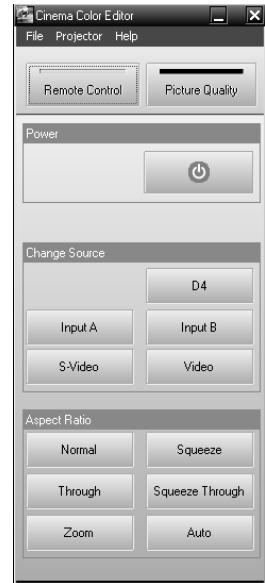 Cinema Color Editor
File Projector Help
Remote Control Picture Quality
Power
Change Source
D4
Input A Input B
S-Video Video
Aspect Ratio
Normal Squeeze
Through Squeeze Through
Zoom Auto